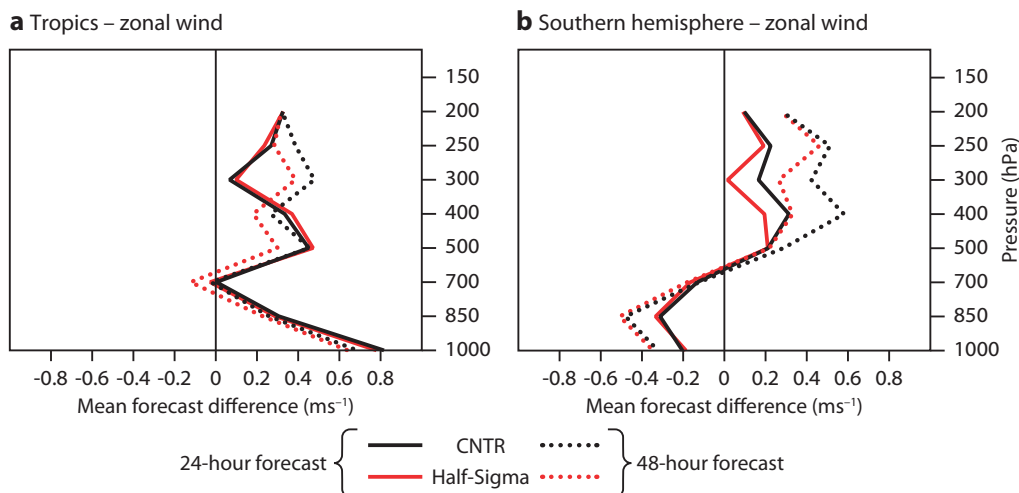 a Tropics – zonal wind
b Southern hemisphere – zonal wind
150
200
250
300
400
500
700
850
1000
150
200
250
300
400
500
700
850
1000
Pressure (hPa)
-0.8 -0.6 -0.4 -0.2 0 0.2 0.4 0.6 0.8
-0.8 -0.6 -0.4 -0.2 0 0.2 0.4 0.6 0.8
Mean forecast difference (ms⁻¹)
Mean forecast difference (ms⁻¹)
24-hour forecast
CNTR
Half-Sigma
48-hour forecast